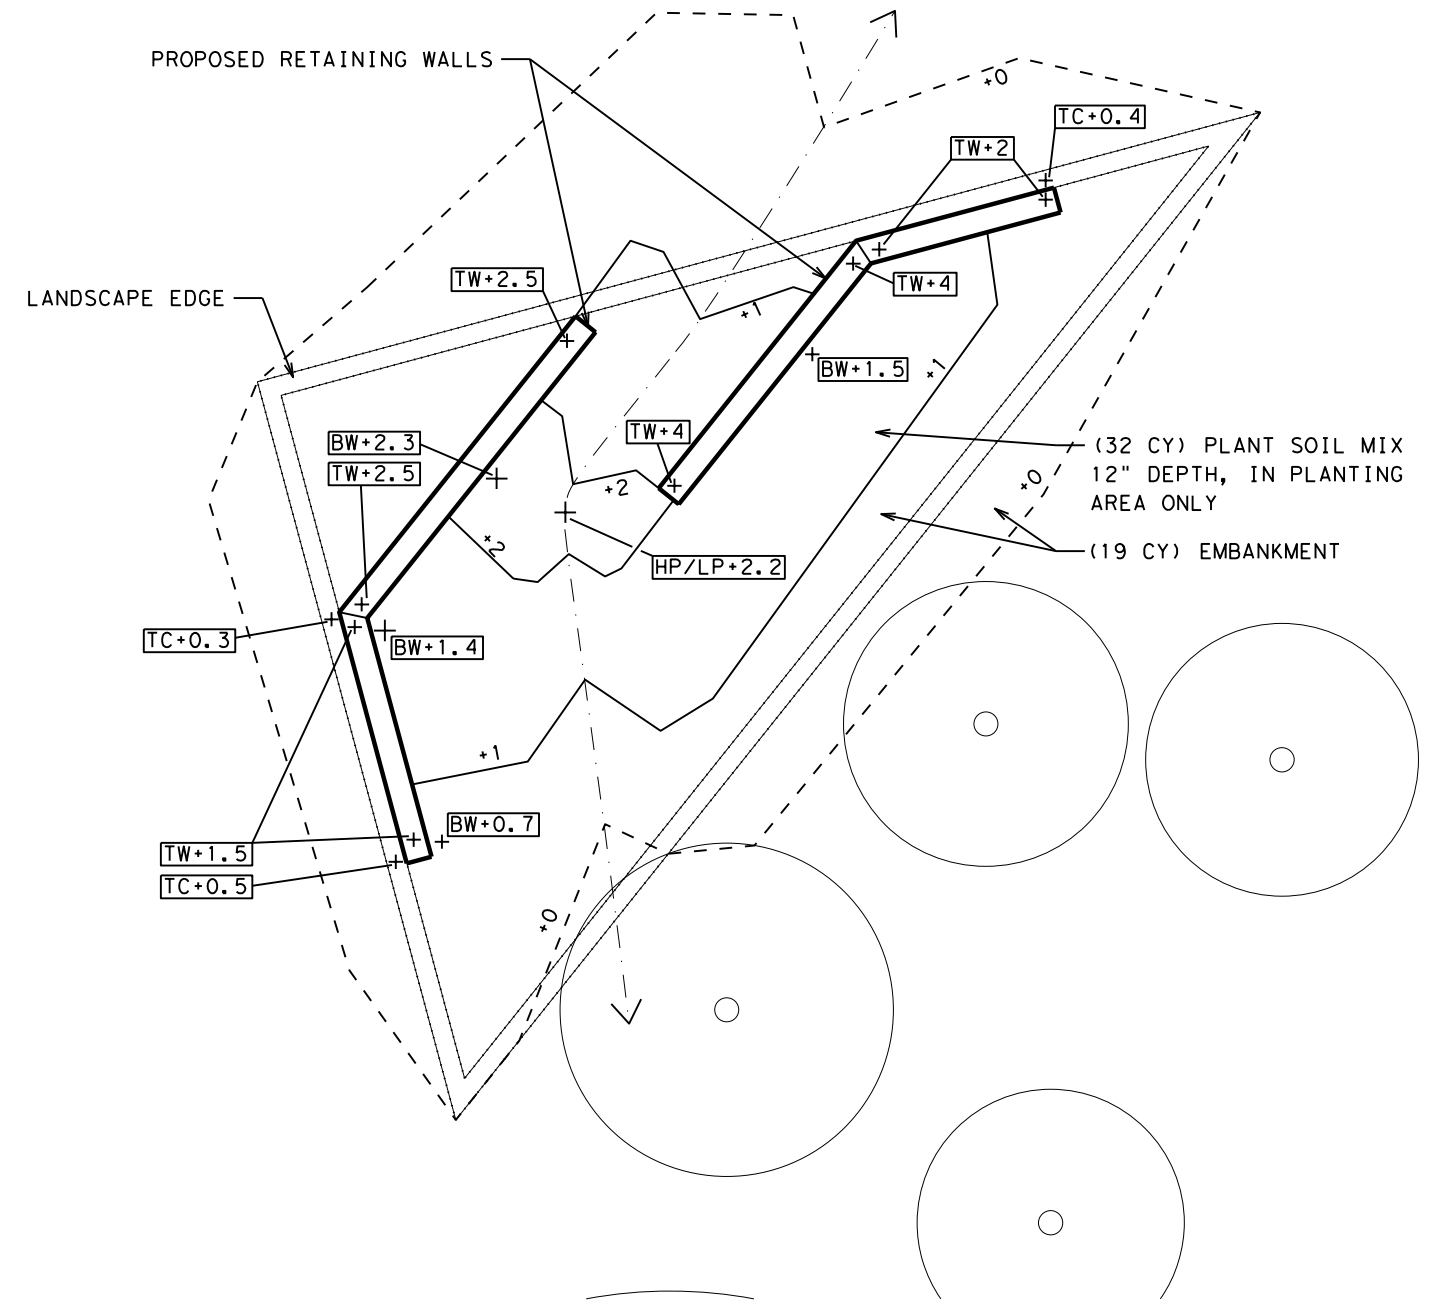 PROPOSED RETAINING WALLS
+0
TC+0.4
TW+2
TW+2.5
TW+4
LANDSCAPE EDGE
+1
BW+1.5
+1
TW+4
BW+2.3
TW+2.5
(32 CY) PLANT SOIL MIX
12" DEPTH, IN PLANTING
AREA ONLY
+0
+2
+2
(19 CY) EMBANKMENT
HP/LP+2.2
TC+0.3
BW+1.4
+1
BW+0.7
TW+1.5
TC+0.5
+0